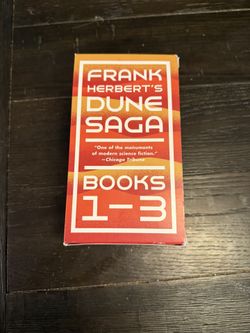 FRANK
HERBERT'S
DUNE
SAGA
"One of the monuments
of modern science fiction."
—Chicago Tribune
BOOKS
1–3